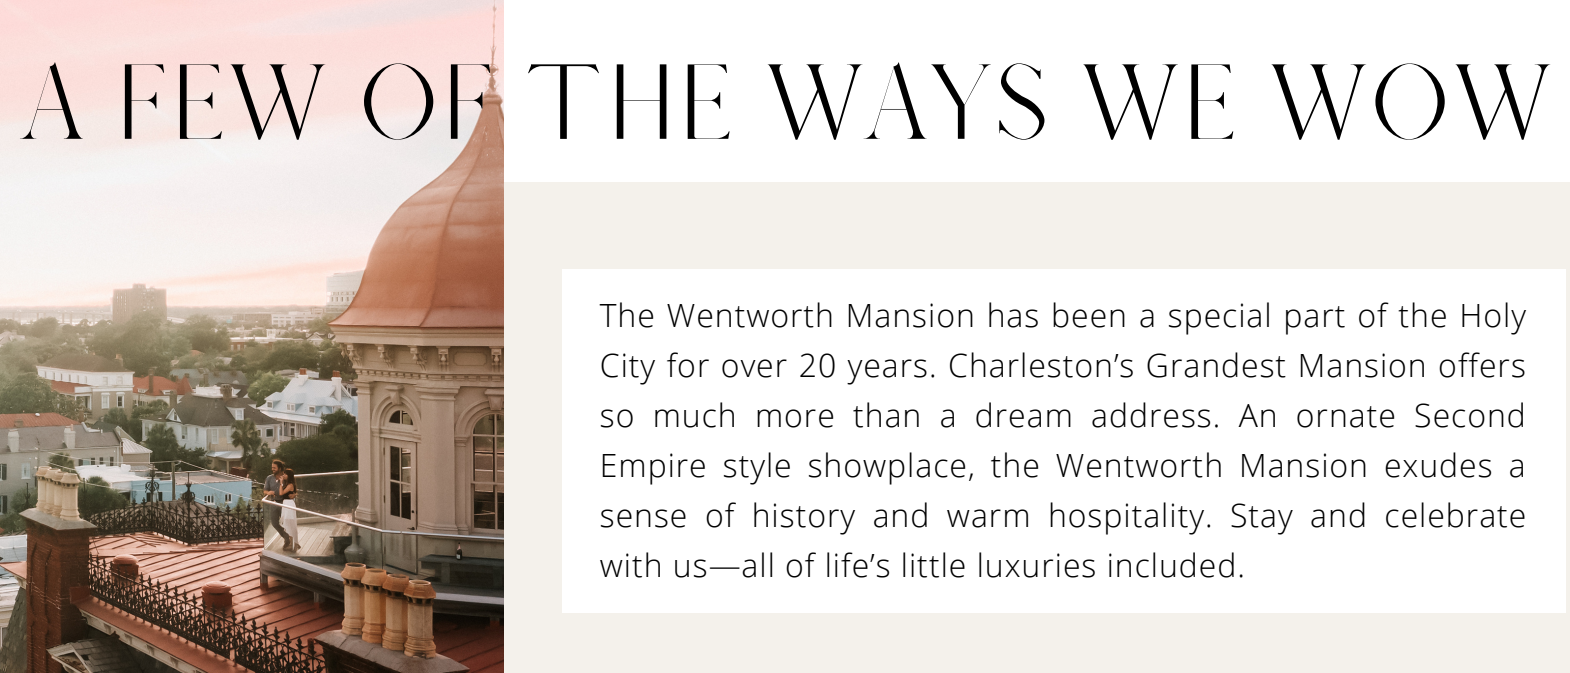 A FEW OF THE WAYS WE WOW
The Wentworth Mansion has been a special part of the Holy
City for over 20 years. Charleston’s Grandest Mansion offers
so much more than a dream address. An ornate Second
Empire style showplace, the Wentworth Mansion exudes a
sense of history and warm hospitality. Stay and celebrate
with us—all of life’s little luxuries included.